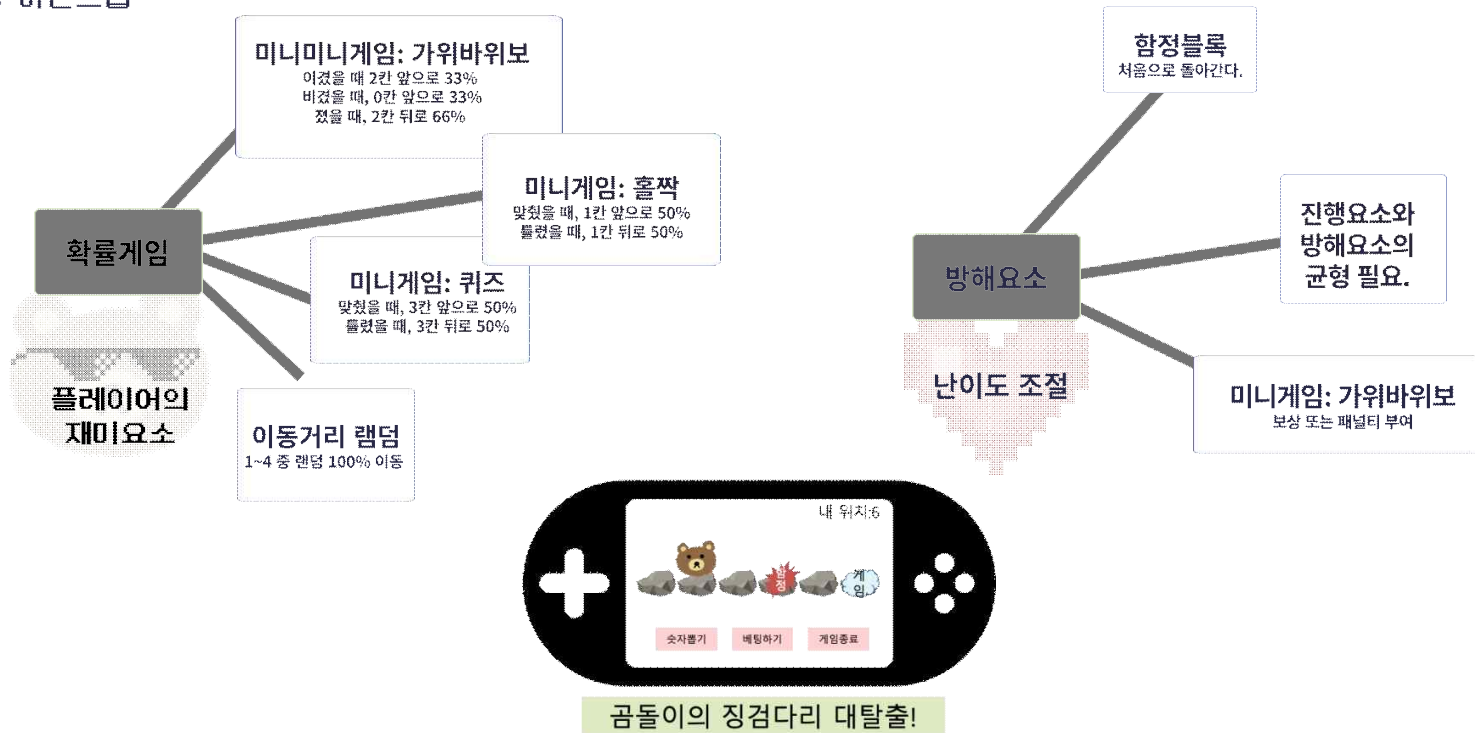 미니미니게임: 가위바위보
이겼을 때 2칸 앞으로 33%
비겼을 때, 0칸 앞으로 33%
졌을 때, 2칸 뒤로 66%
미니게임: 홀짝
맞췄을 때, 1칸 앞으로 50%
틀렸을 때, 1칸 뒤로 50%
확률게임
미니게임: 퀴즈
맞췄을 때, 3칸 앞으로 50%
틀렸을 때, 3칸 뒤로 50%
플레이어의
재미요소
이동거리 램덤
1~4 중 랜덤 100% 이동
함정블록
처음으로 돌아간다.
진행요소와
방해요소의
균형 필요.
방해요소
난이도 조절
미니게임: 가위바위보
보상 또는 패널티 부여
내 위치:6
함
정
게
임
숫자뽑기
베팅하기
게임종료
곰돌이의 징검다리 대탈출!